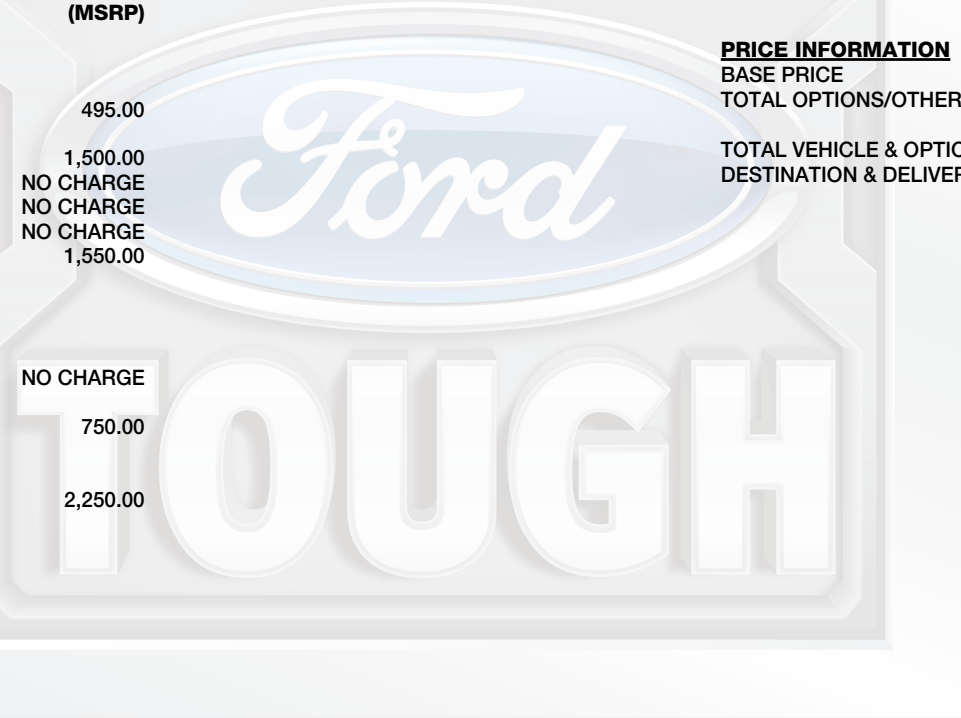 (MSRP)
495.00
1,500.00
NO CHARGE
NO CHARGE
NO CHARGE
1,550.00
NO CHARGE
750.00
2,250.00
PRICE INFORMATION
BASE PRICE
TOTAL OPTIONS/OTHER
TOTAL VEHICLE & OPTIO
DESTINATION & DELIVER
Ford
TOUGH